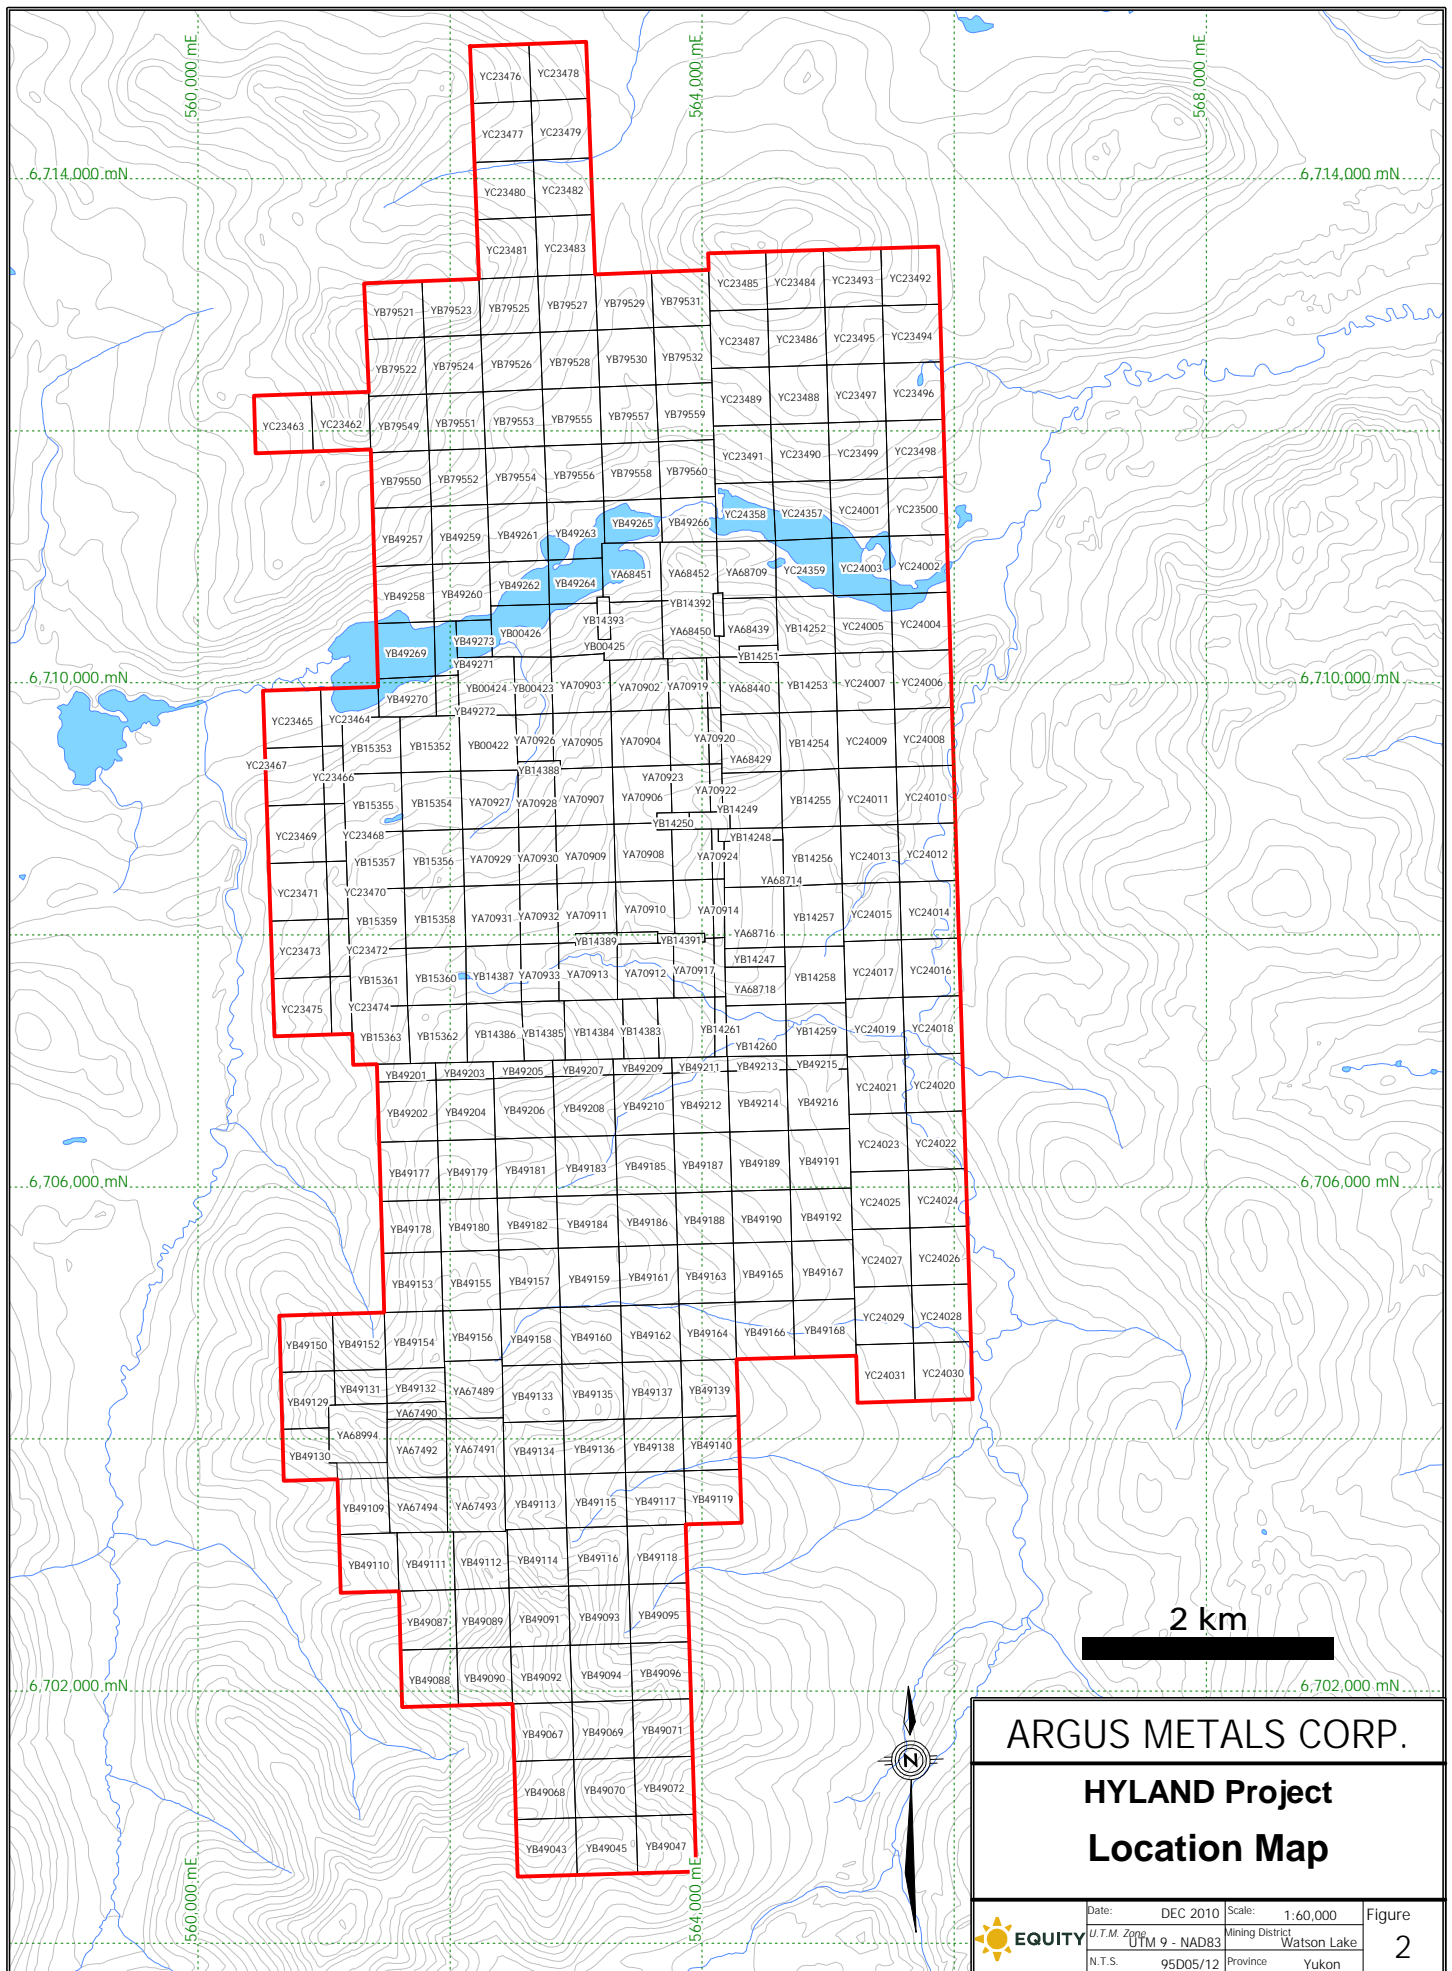 560,000 mE
564,000 mE
568,000 mE
YC23476 YC23478
YC23477 YC23479
6,714,000 mN
6,714,000 mN
YC23480 YC23482
YC23481 YC23483
YC23485 YC23484 YC23493 YC23492
YB79521 YB79523 YB79525 YB79527 YB79529 YB79531
YC23487 YC23486 YC23495 YC23494
YB79522 YB79524 YB79526 YB79528 YB79530 YB79532
YC23489 YC23488 YC23497 YC23496
YC23463 YC23462 YB79549 YB79551 YB79553 YB79555 YB79557 YB79559
YC23491 YC23490 YC23499 YC23498
YB79550 YB79552 YB79554 YB79556 YB79558 YB79560
YC24358 YC24357 YC24001 YC23500
YB49257 YB49259 YB49261 YB49263 YB49265 YB49266
YB49258 YB49260 YB49262 YB49264 YA68451 YA68452 YA68709 YC24359 YC24003 YC24002
YB14393 YB14392
YB49269 YB49273 YB00426 YB00425 YA68450 YA68439 YB14252 YC24005 YC24004
YB49271 YB14251
6,710,000 mN
6,710,000 mN
YB49270 YB00424 YB00423 YA70903 YA70902 YA70919 YA68440 YB14253 YC24007 YC24006
YB49272
YC23465 YC23464
YB15353 YB15352 YB00422 YA70926 YA70905 YA70904 YA70920 YB14254 YC24009 YC24008
YC23467 YC23466 YB14388 YA70923 YA68429
YB15355 YB15354 YA70927 YA70928 YA70907 YA70906 YA70922 YB14255 YC24011 YC24010
YB14250 YB14249
YC23469 YC23468 YB14248
YB15357 YB15356 YA70929 YA70930 YA70909 YA70908 YA70924 YB14256 YC24013 YC24012
YC23471 YC23470 YA68714
YB15359 YB15358 YA70931 YA70932 YA70911 YA70910 YA70914 YB14257 YC24015 YC24014
YC23473 YC23472 YB14389 YB14391 YA68716
YB14247
YB15361 YB15360 YB14387 YA70933 YA70913 YA70912 YA70917 YA68718 YB14258 YC24017 YC24016
YC23475 YC23474
YB15363 YB15362 YB14386 YB14385 YB14384 YB14383 YB14261 YB14259 YC24019 YC24018
YB14260
YB49201 YB49203 YB49205 YB49207 YB49209 YB49211 YB49213 YB49215
YC24021 YC24020
YB49202 YB49204 YB49206 YB49208 YB49210 YB49212 YB49214 YB49216
YC24023 YC24022
YB49177 YB49179 YB49181 YB49183 YB49185 YB49187 YB49189 YB49191
6,706,000 mN
6,706,000 mN
YC24025 YC24024
YB49178 YB49180 YB49182 YB49184 YB49186 YB49188 YB49190 YB49192
YC24027 YC24026
YB49153 YB49155 YB49157 YB49159 YB49161 YB49163 YB49165 YB49167
YC24029 YC24028
YB49150 YB49152 YB49154 YB49156 YB49158 YB49160 YB49162 YB49164 YB49166 YB49168
YC24031 YC24030
YB49129 YB49131 YB49132 YA67489 YB49133 YB49135 YB49137 YB49139
YA67490
YA68994
YB49130 YA67492 YA67491 YB49134 YB49136 YB49138 YB49140
YB49109 YA67494 YA67493 YB49113 YB49115 YB49117 YB49119
YB49110 YB49111 YB49112 YB49114 YB49116 YB49118
YB49087 YB49089 YB49091 YB49093 YB49095
2 km
YB49088 YB49090 YB49092 YB49094 YB49096
6,702,000 mN
6,702,000 mN
YB49067 YB49069 YB49071
YB49068 YB49070 YB49072
YB49043 YB49045 YB49047
560,000 mE
564,000 mE
N
ARGUS METALS CORP.
HYLAND Project
Location Map
EQUITY
Date: DEC 2010 Scale: 1:60,000 Figure
U.T.M. Zone UTM 9 - NAD83 Mining District Watson Lake 2
N.T.S. 95D05/12 Province Yukon